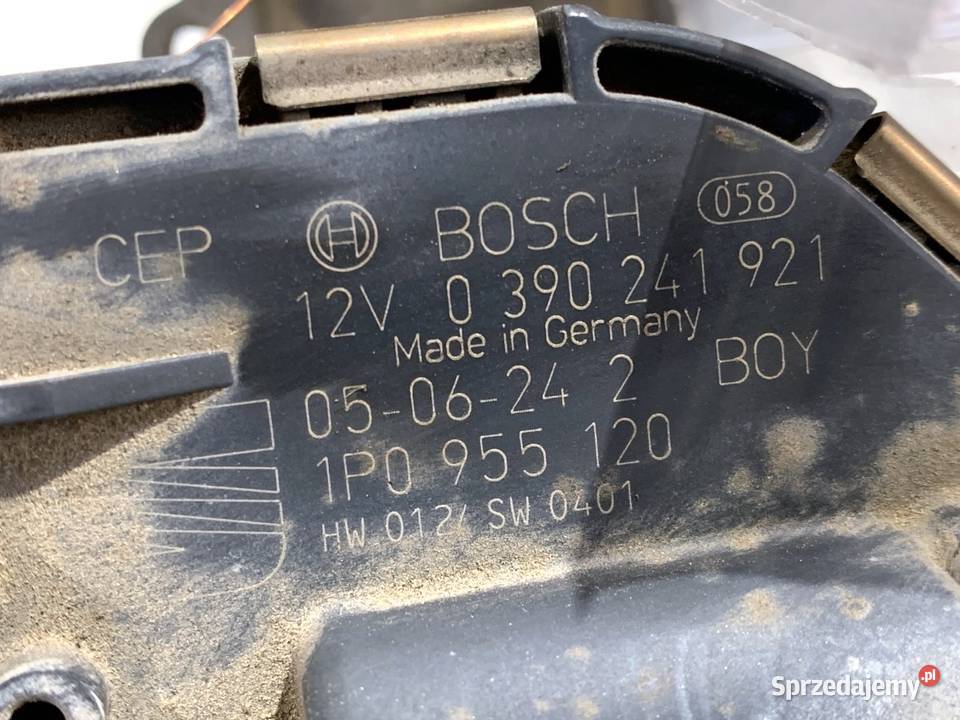 CEP BOSCH 058
12V 0 390 241 921
Made in Germany
05-06-24 2 BOY
1P0 955 120
HW 012/ SW 0401
Sprzedajemy.pl